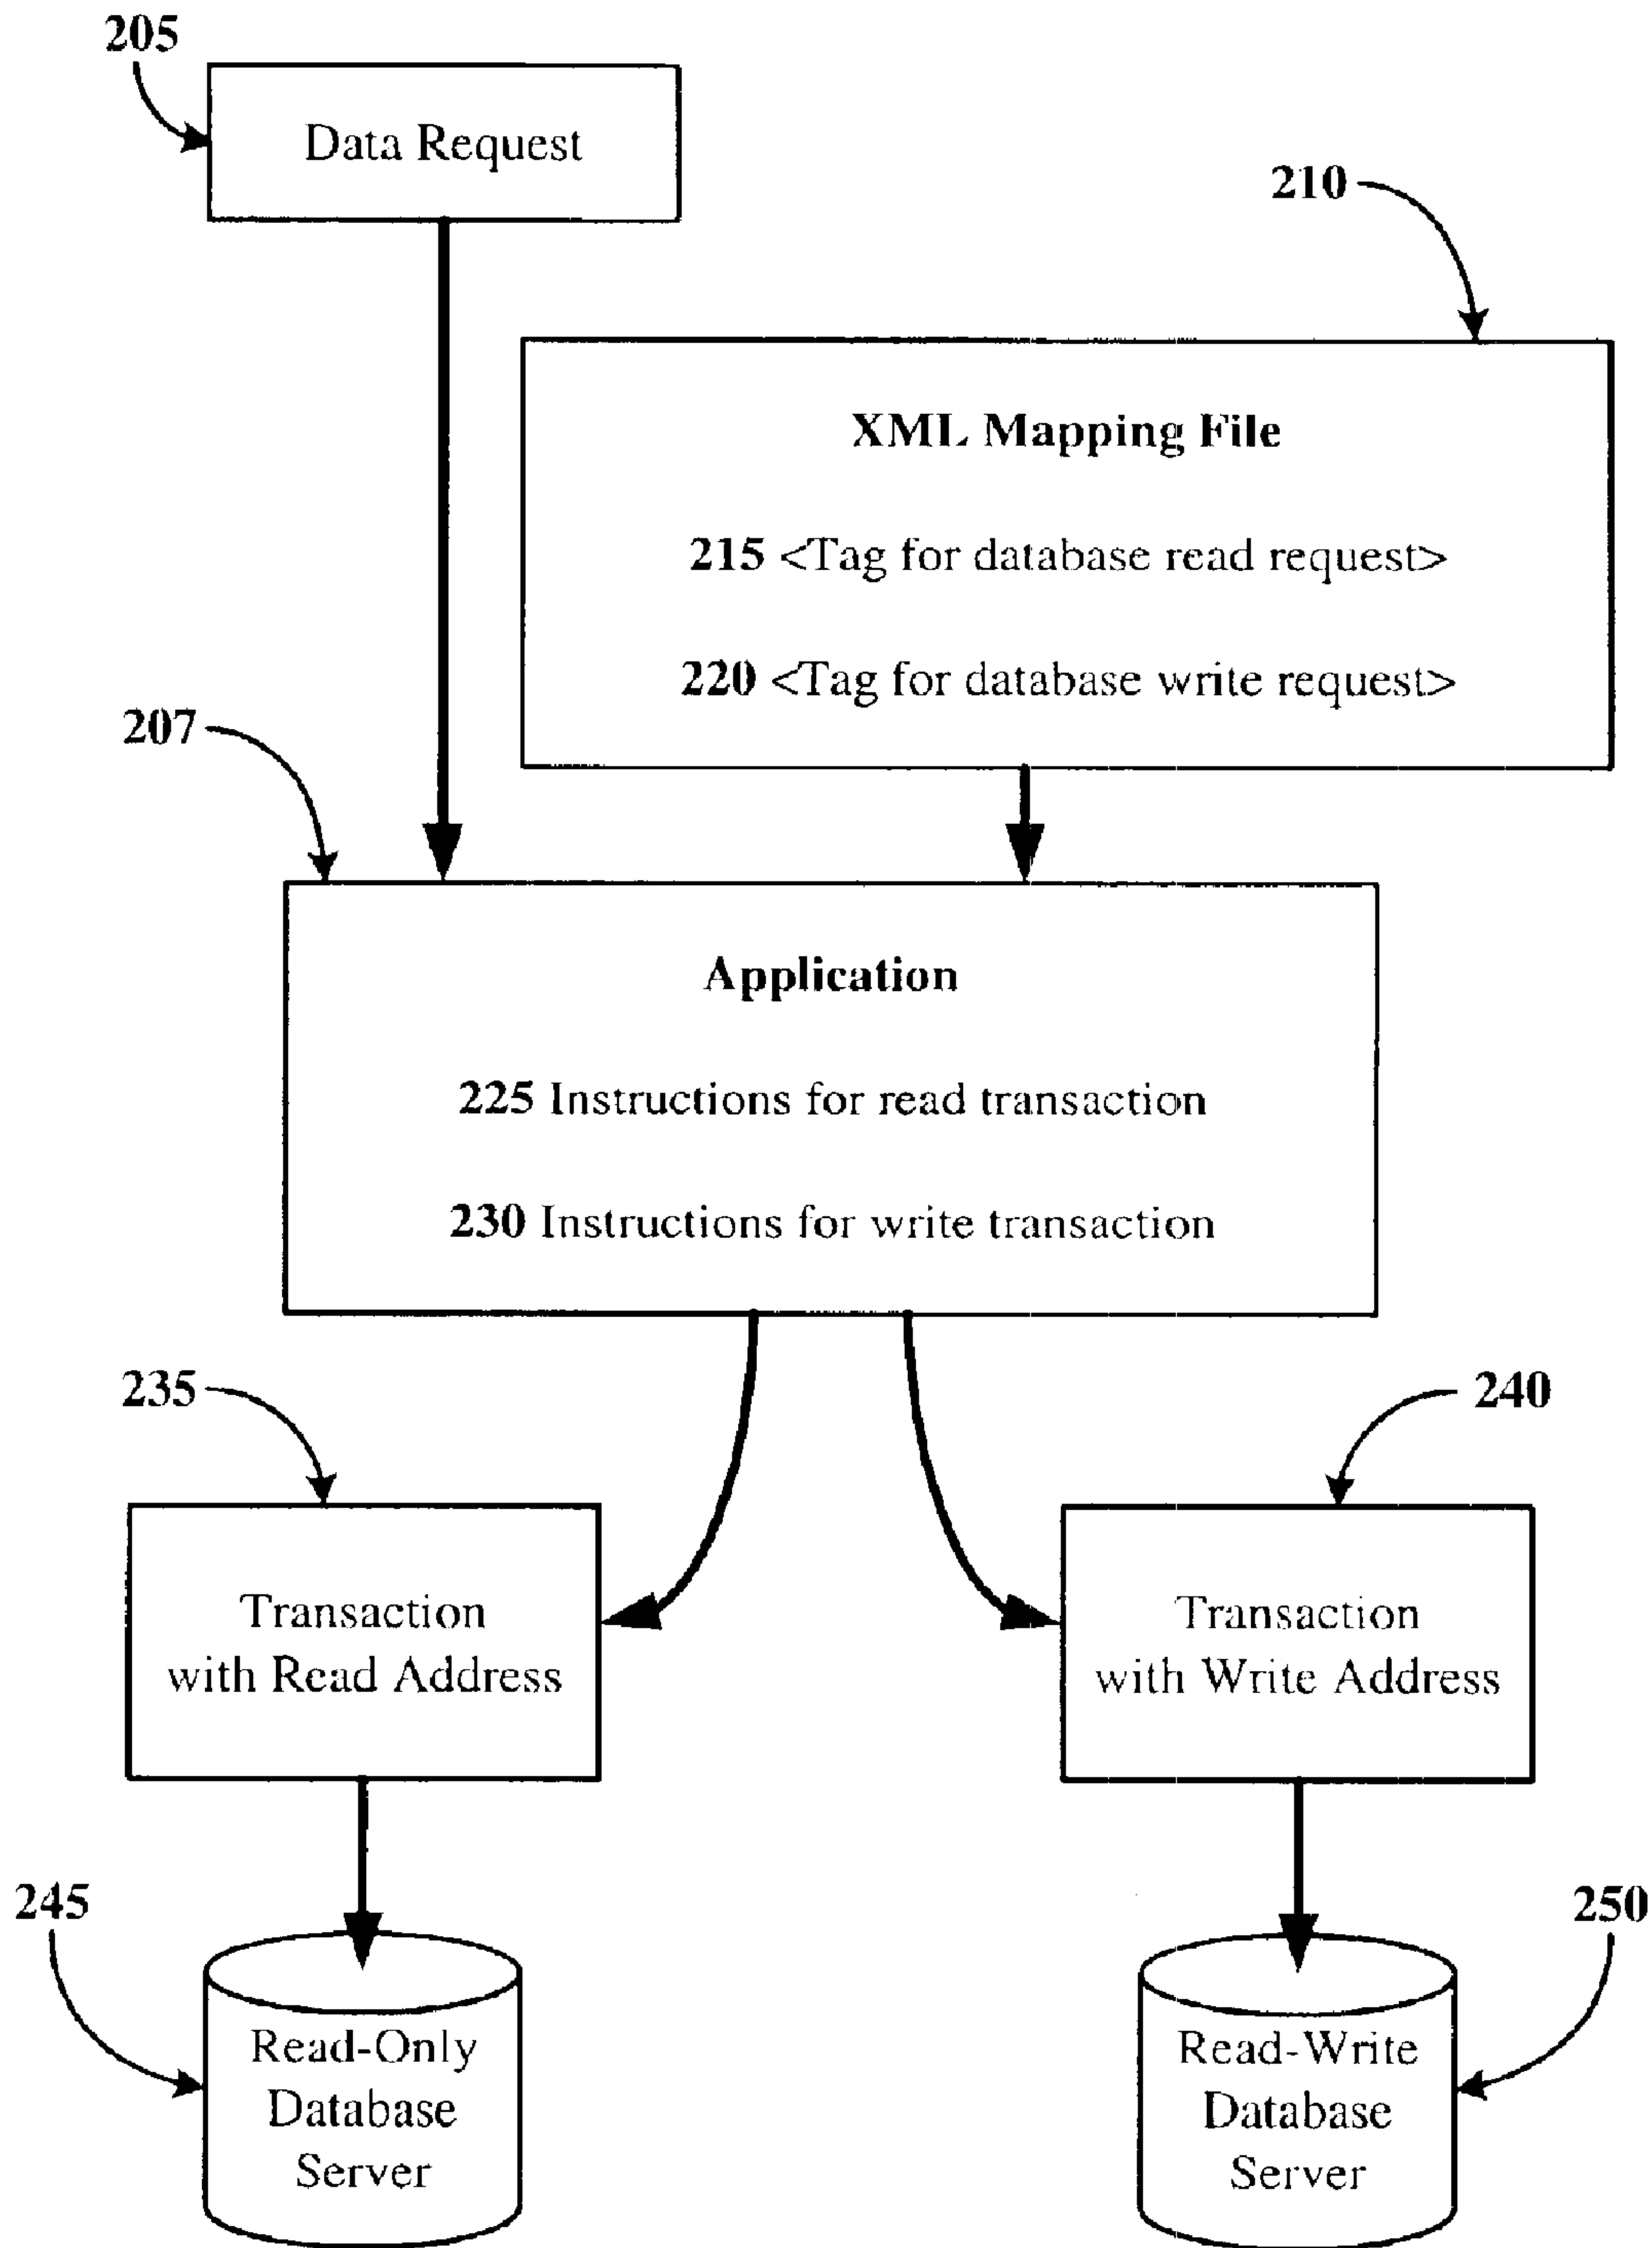 205
Data Request
210
XML Mapping File
215 <Tag for database read request>
220 <Tag for database write request>
207
Application
225 Instructions for read transaction
230 Instructions for write transaction
235
240
Transaction
with Read Address
Transaction
with Write Address
245
250
Read-Only
Database
Server
Read-Write
Database
Server